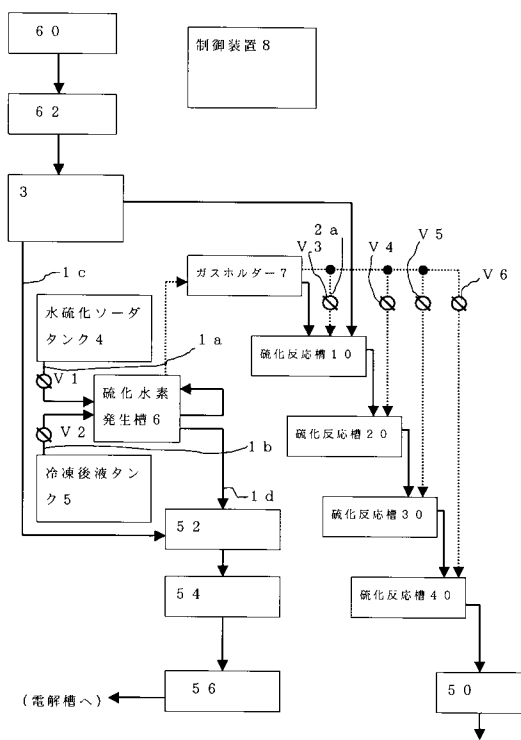 60
制御装置8
62
3
2a
V3
V4
V5
V6
1c
ガスホルダー7
水硫化ソーダ
タンク4
1a
V1
硫化反応槽10
硫化水素
発生槽6
V2
硫化反応槽20
1b
冷凍後液タン
ク5
1d
硫化反応槽30
52
54
硫化反応槽40
56
50
(電解槽へ)